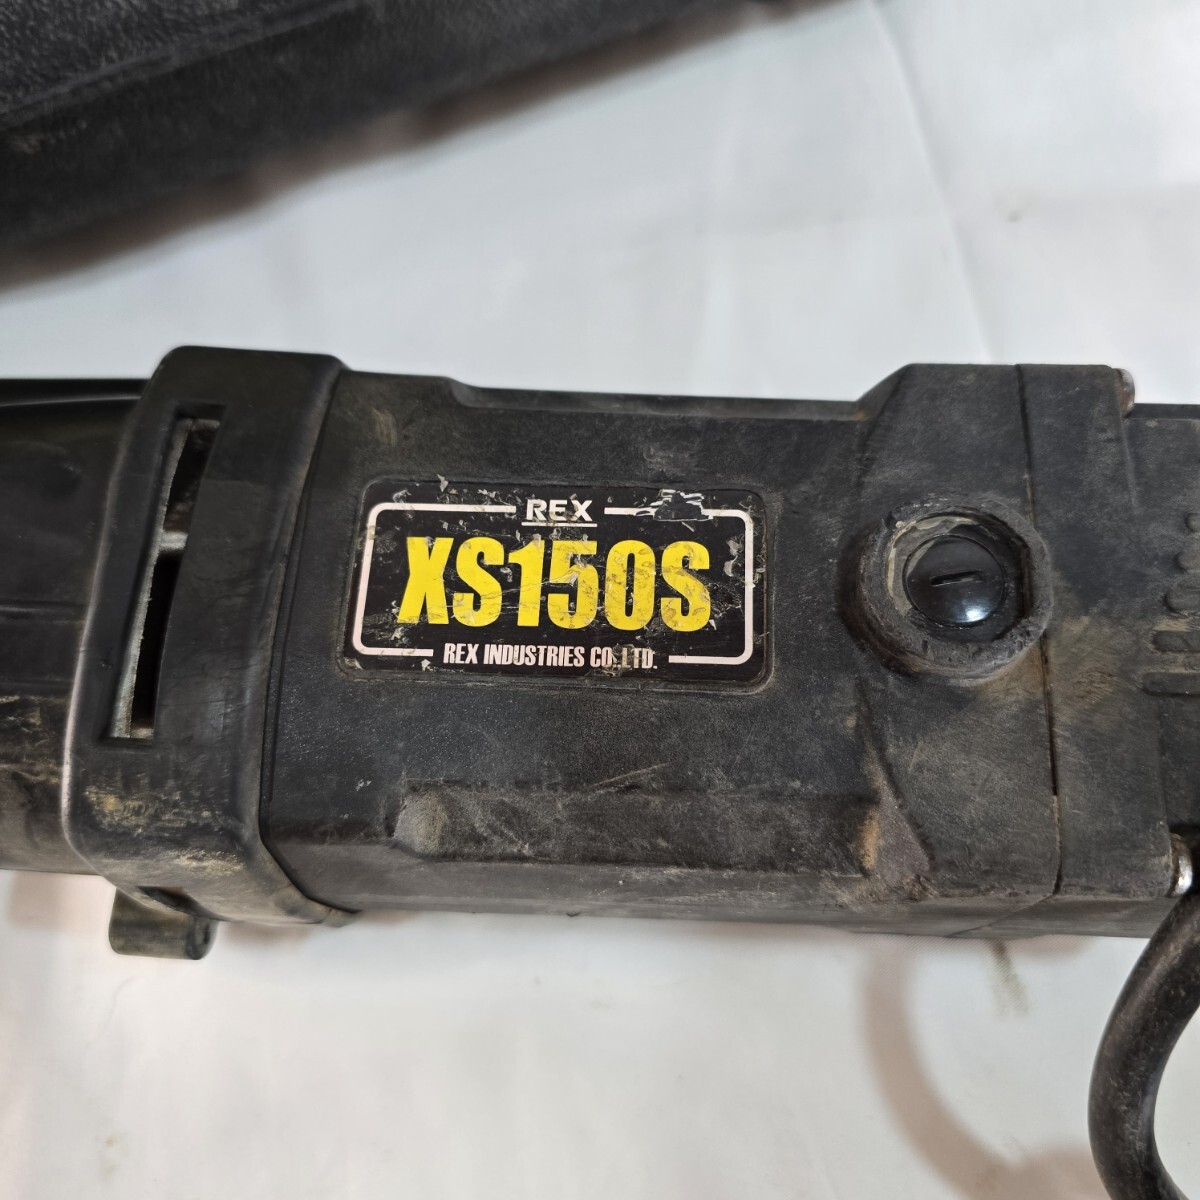 REX
XS150S
REX INDUSTRIES CO.,LTD.